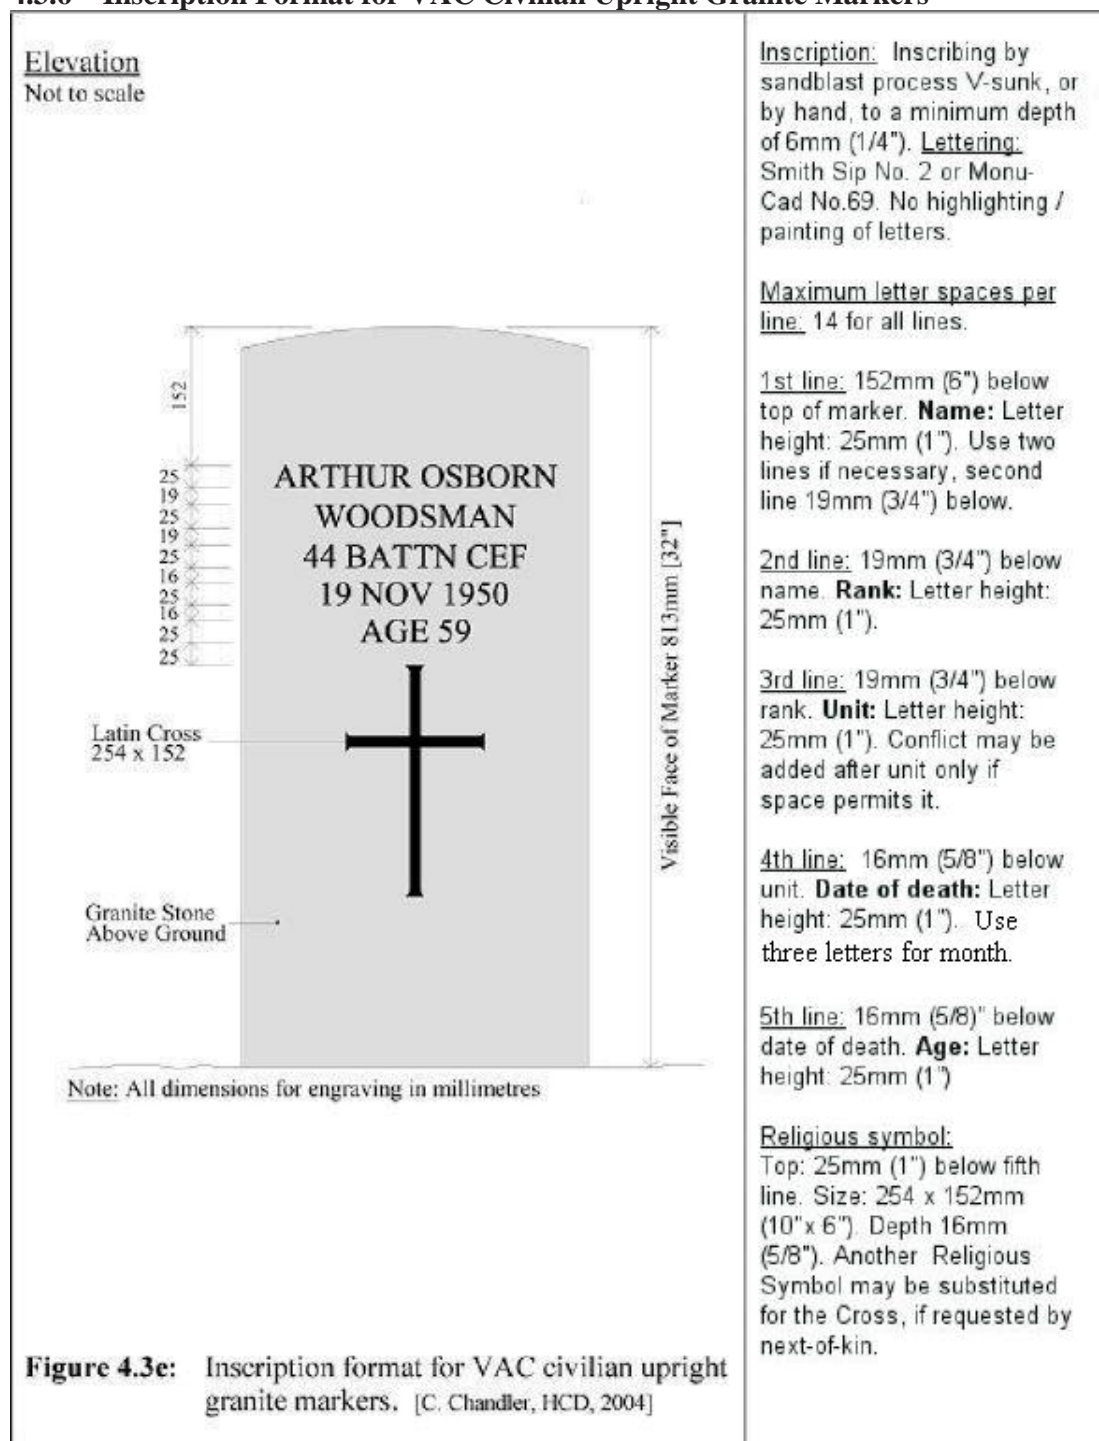 4.3.6 Inscription Format for VAC Civilian Upright Granite Markers
Elevation
Not to scale
152
25
19
25
19
25
16
25
16
25
25
ARTHUR OSBORN
WOODSMAN
44 BATTN CEF
19 NOV 1950
AGE 59
Visible Face of Marker 813mm [32"]
Latin Cross
254 x 152
Granite Stone
Above Ground
Note: All dimensions for engraving in millimetres
Figure 4.3e: Inscription format for VAC civilian upright
granite markers. [C. Chandler, HCD, 2004]
Inscription: Inscribing by
sandblast process V-sunk, or
by hand, to a minimum depth
of 6mm (1/4"). Lettering:
Smith Sip No. 2 or Monu-
Cad No.69. No highlighting /
painting of letters.
Maximum letter spaces per
line: 14 for all lines.
1st line: 152mm (6") below
top of marker. Name: Letter
height: 25mm (1"). Use two
lines if necessary, second
line 19mm (3/4") below.
2nd line: 19mm (3/4") below
name. Rank: Letter height:
25mm (1").
3rd line: 19mm (3/4") below
rank. Unit: Letter height:
25mm (1"). Conflict may be
added after unit only if
space permits it.
4th line: 16mm (5/8") below
unit. Date of death: Letter
height: 25mm (1"). Use
three letters for month.
5th line: 16mm (5/8)" below
date of death. Age: Letter
height: 25mm (1")
Religious symbol:
Top: 25mm (1") below fifth
line. Size: 254 x 152mm
(10"x 6"). Depth 16mm
(5/8"). Another Religious
Symbol may be substituted
for the Cross, if requested by
next-of-kin.